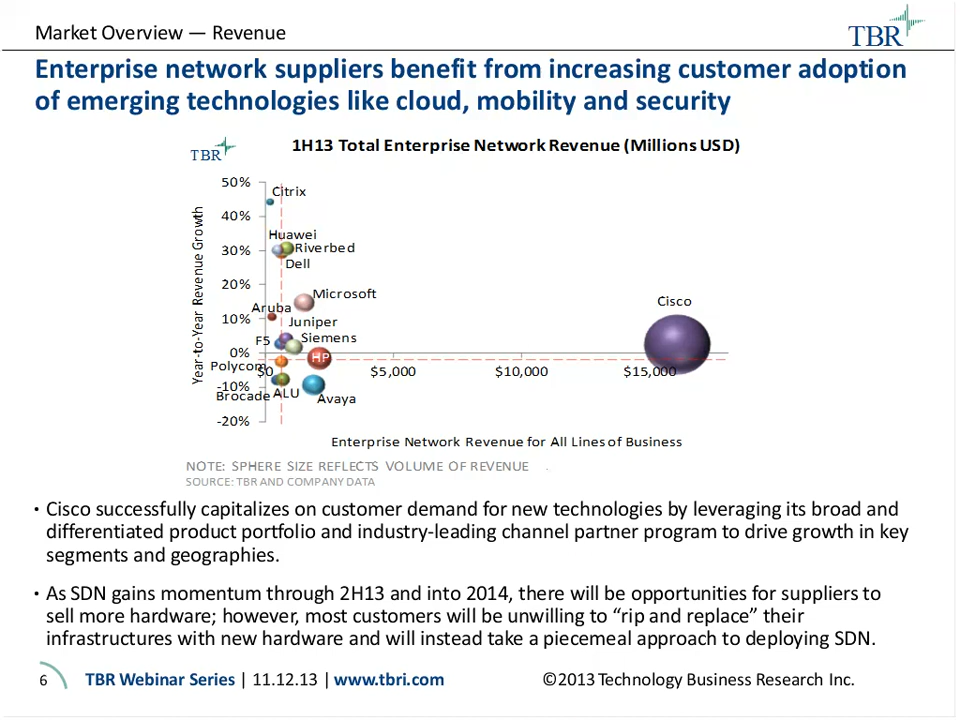 Market Overview — Revenue
TBR
Enterprise network suppliers benefit from increasing customer adoption
of emerging technologies like cloud, mobility and security
TBR
1H13 Total Enterprise Network Revenue (Millions USD)
Year-to-Year Revenue Growth
50%
40%
30%
20%
10%
0%
-10%
-20%
Citrix
Huawei
Riverbed
Dell
Microsoft
Aruba
Juniper
F5
Siemens
HP
Polycom
Brocade
ALU
Avaya
Cisco
$0
$5,000
$10,000
$15,000
Enterprise Network Revenue for All Lines of Business
NOTE: SPHERE SIZE REFLECTS VOLUME OF REVENUE
SOURCE: TBR AND COMPANY DATA
• Cisco successfully capitalizes on customer demand for new technologies by leveraging its broad and
differentiated product portfolio and industry-leading channel partner program to drive growth in key
segments and geographies.
• As SDN gains momentum through 2H13 and into 2014, there will be opportunities for suppliers to
sell more hardware; however, most customers will be unwilling to “rip and replace” their
infrastructures with new hardware and will instead take a piecemeal approach to deploying SDN.
6 TBR Webinar Series | 11.12.13 | www.tbri.com ©2013 Technology Business Research Inc.